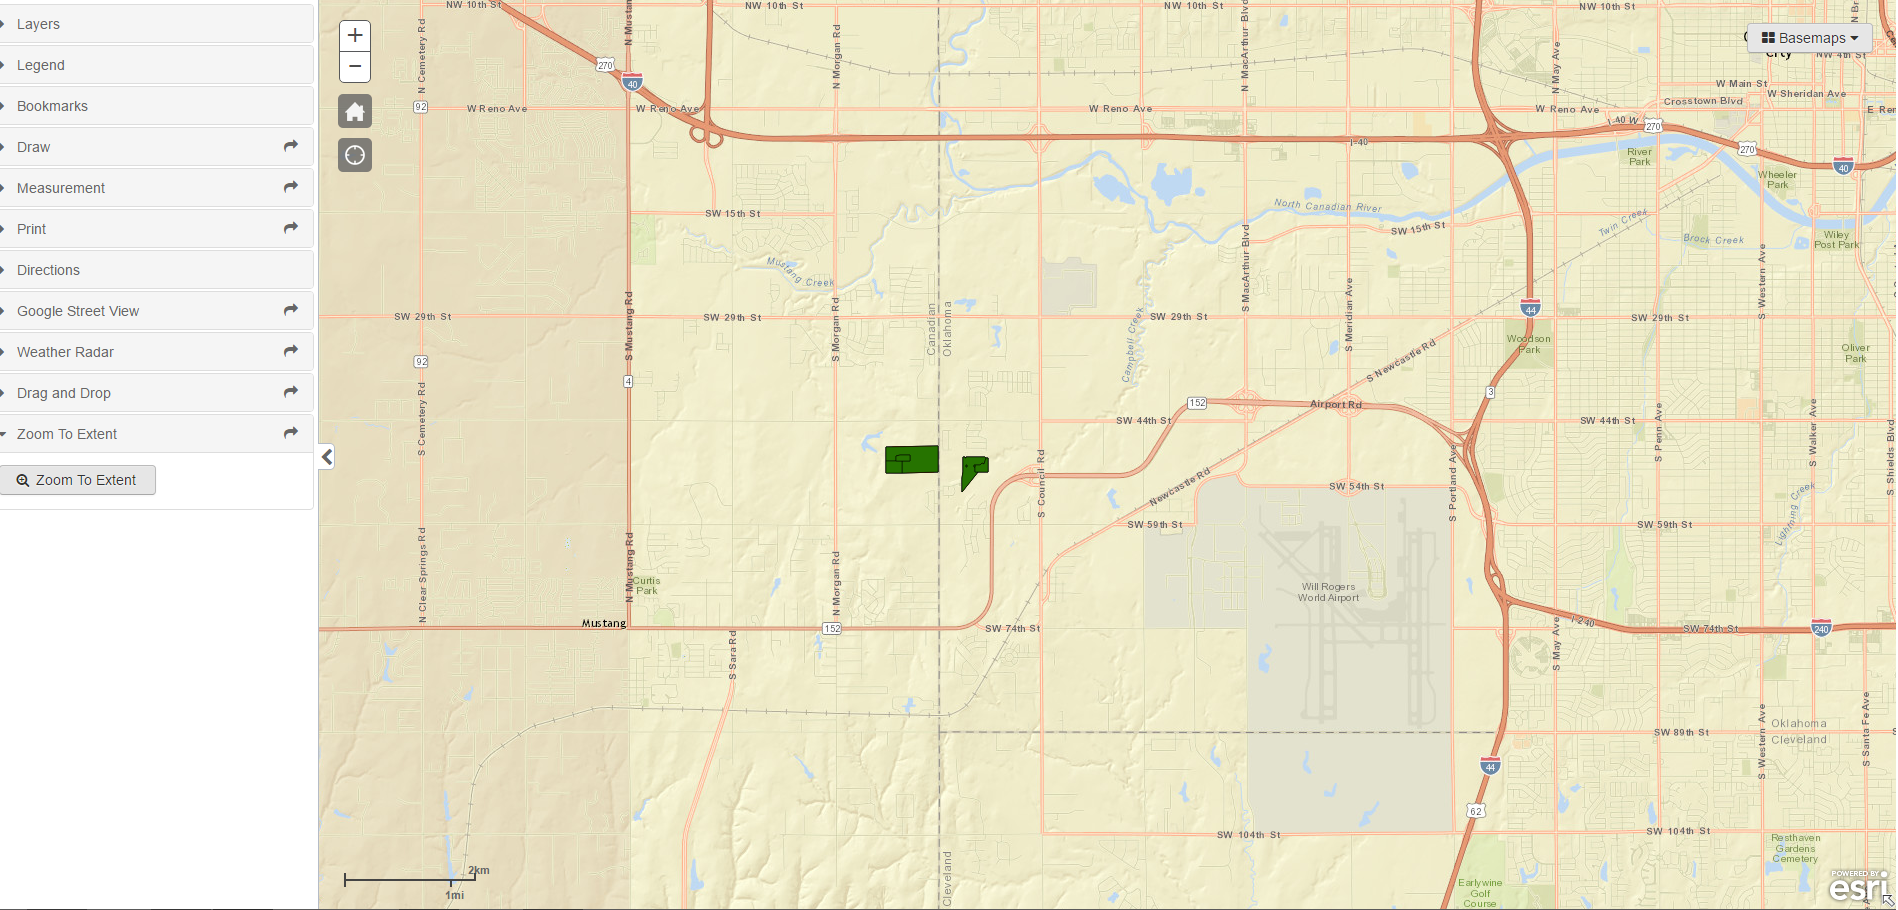 Layers
Legend
Bookmarks
Draw
Measurement
Print
Directions
Google Street View
Weather Radar
Drag and Drop
Zoom To Extent
Zoom To Extent
+
−
Basemaps
NW 10th St
NW 10th St
NW 10th St
NW 10th St
N Cemetery Rd
N Mustan
N Morgan Rd
N MacArthur Blvd
N May Ave
N Br
City
NW 4th St
W Main St
W Sheridan Ave
Crosstown Blvd
E Ren
270
40
92
W Reno Ave
W Reno Ave
W Reno Ave
W Reno Ave
I-40 W
270
I-40
270
40
River
Park
Wheeler
Park
SW 15th St
North Canadian River
SW 15th St
Twin Creek
Brock Creek
Wiley
Post Park
Mustang Creek
S Mustang Rd
S Morgan Rd
Canadian
Oklahoma
S MacArthur Blvd
S Meridian Ave
S Western Ave
44
SW 29th St
SW 29th St
SW 29th St
SW 29th St
Campbell Creek
Woodson
Park
Oliver
Park
92
4
S Newcastle Rd
3
S Cemetery Rd
152
Airport Rd
SW 44th St
SW 44th St
S Penn Ave
S Walker Ave
S Shields Blvd
S Council Rd
Newcastle Rd
SW 54th St
S Portland Ave
SW 59th St
SW 59th St
Lightning Creek
N Clear Springs Rd
N Mustang Rd
N Morgan Rd
Curtis
Park
Will Rogers
World Airport
Mustang
152
SW 74th St
I-240
SW 74th St
240
S Sara Rd
S May Ave
S Western Ave
S Santa Fe Ave
Oklahoma
Cleveland
SW 89th St
44
62
SW 104th St
SW 104th St
Resthaven
Gardens
Cemetery
Cleveland
Earlywine
Golf
Course
2km
1mi
POWERED BY
esri